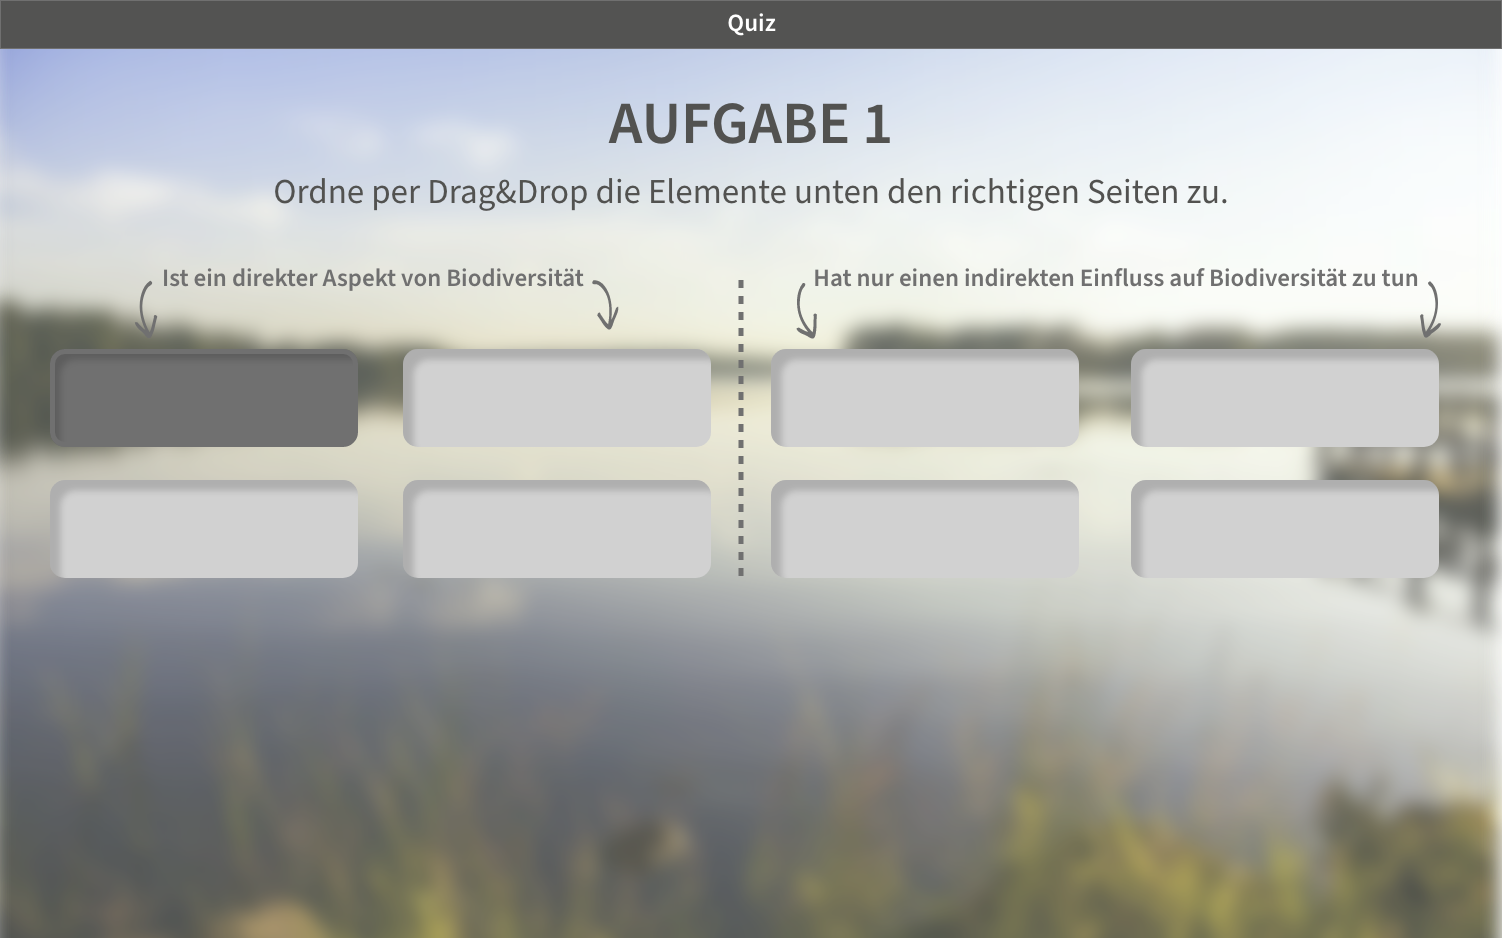 Quiz
AUFGABE 1
Ordne per Drag&Drop die Elemente unten den richtigen Seiten zu.
Ist ein direkter Aspekt von Biodiversität
Hat nur einen indirekten Einfluss auf Biodiversität zu tun